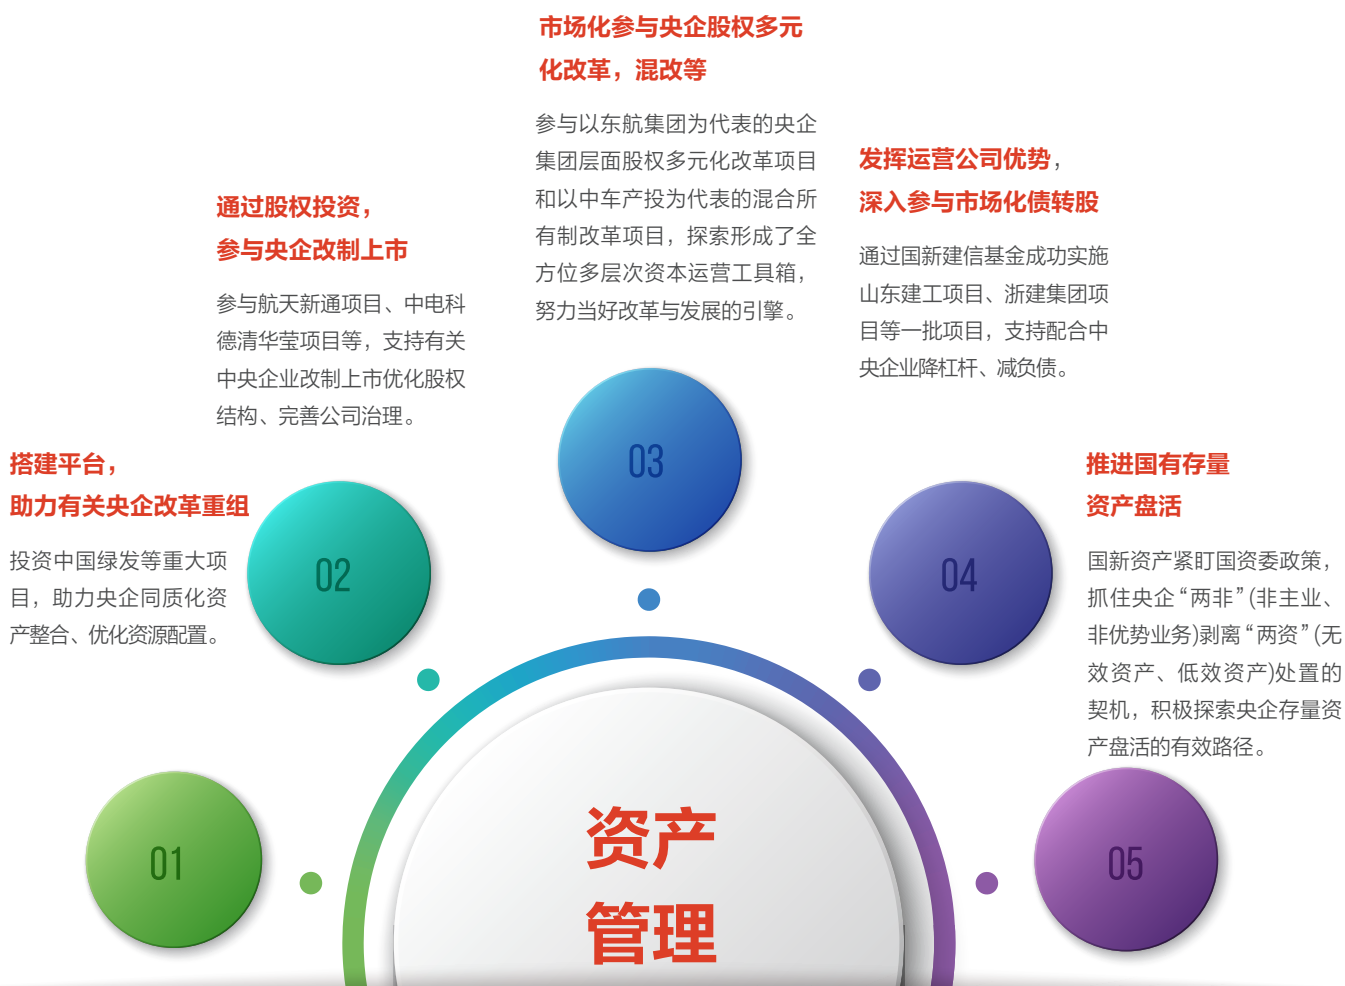 搭建平台，
助力有关央企改革重组
投资中国绿发等重大项
目，助力央企同质化资
产整合、优化资源配置。
01
通过股权投资，
参与央企改制上市
参与航天新通项目、中电科
德清华莹项目等，支持有关
中央企业改制上市优化股权
结构、完善公司治理。
02
市场化参与央企股权多元
化改革，混改等
参与以东航集团为代表的央企
集团层面股权多元化改革项目
和以中车产投为代表的混合所
有制改革项目，探索形成了全
方位多层次资本运营工具箱，
努力当好改革与发展的引擎。
03
发挥运营公司优势，
深入参与市场化债转股
通过国新建信基金成功实施
山东建工项目、浙建集团项
目等一批项目，支持配合中
央企业降杠杆、减负债。
04
推进国有存量
资产盘活
国新资产紧盯国资委政策，
抓住央企“两非”(非主业、
非优势业务)剥离“两资”(无
效资产、低效资产)处置的
契机，积极探索央企存量资
产盘活的有效路径。
05
资产
管理